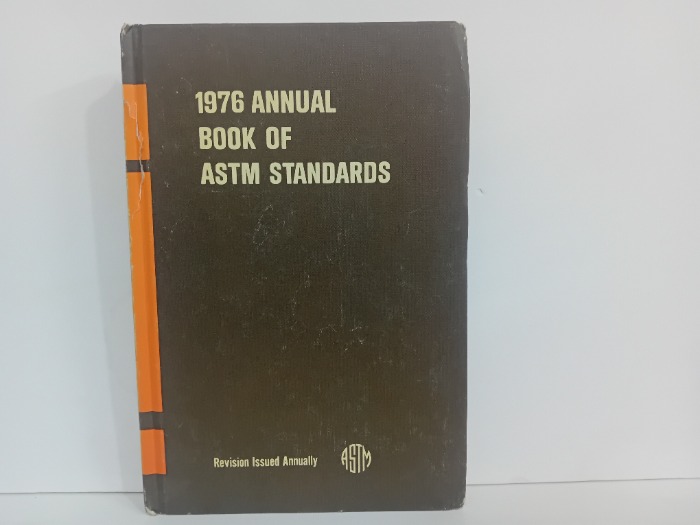 1976 ANNUAL
BOOK OF
ASTM STANDARDS
Revision Issued Annually
ASTM